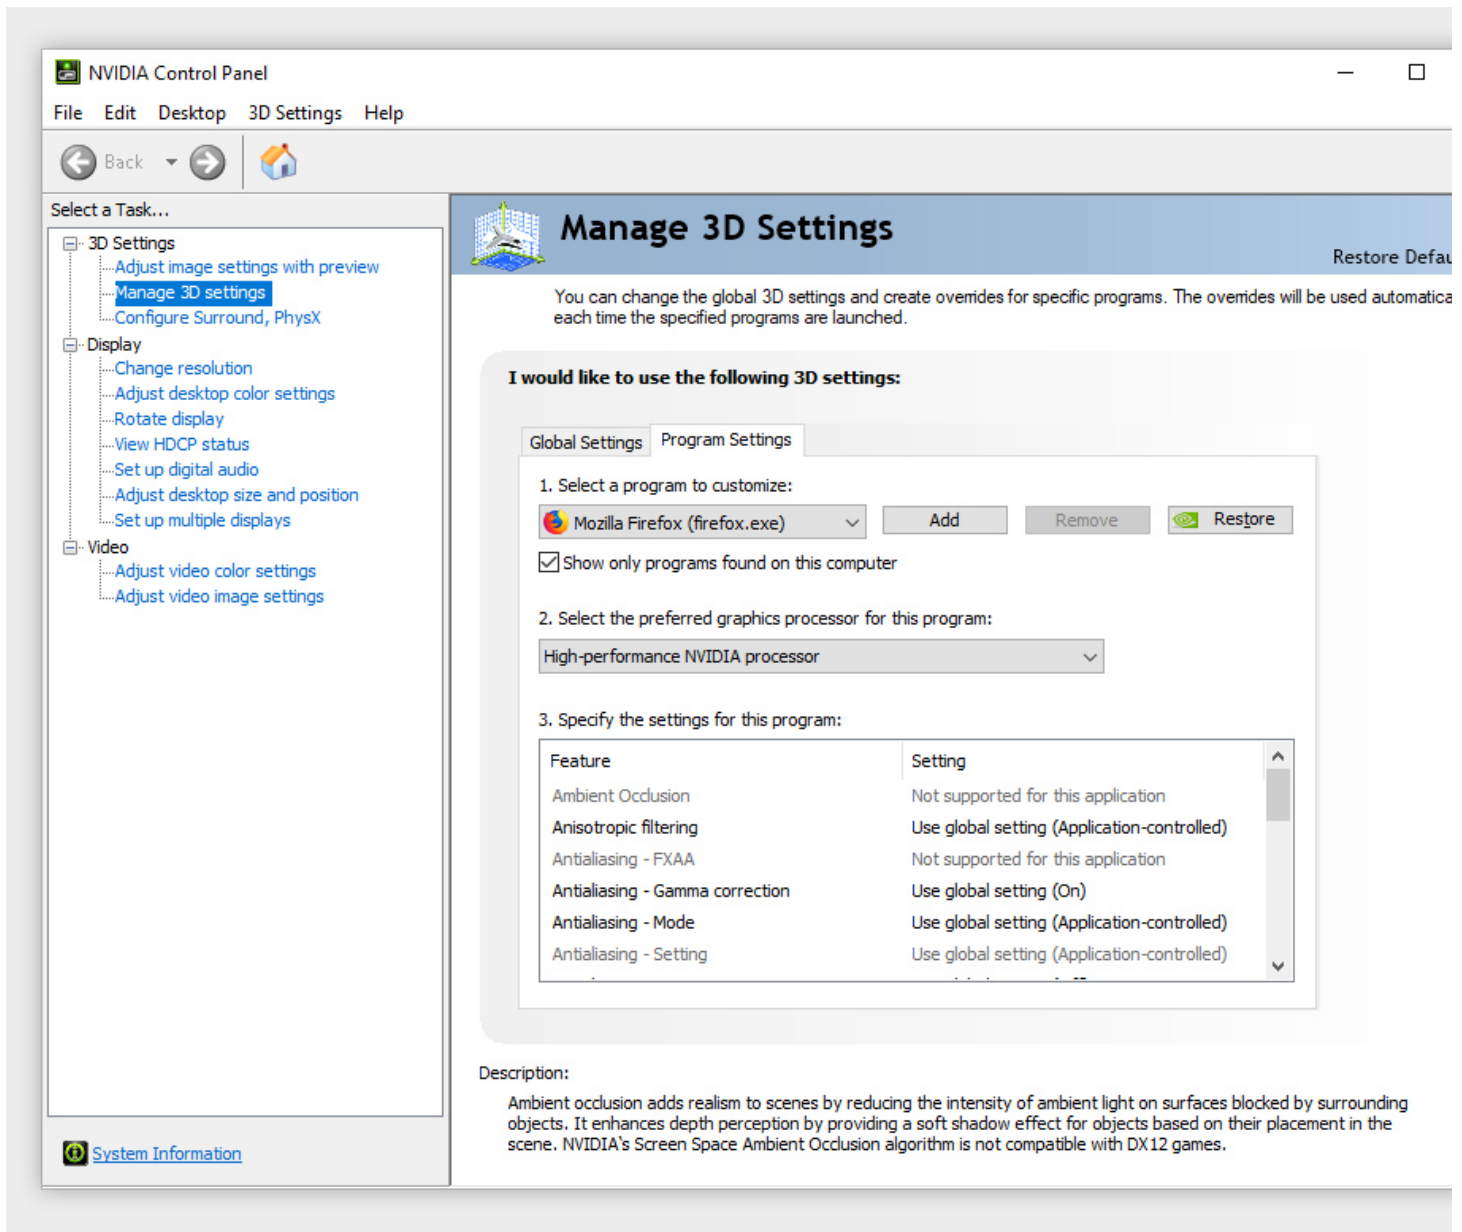 NVIDIA Control Panel
File Edit Desktop 3D Settings Help
Back
Select a Task...
3D Settings
Adjust image settings with preview
Manage 3D settings
Configure Surround, PhysX
Display
Change resolution
Adjust desktop color settings
Rotate display
View HDCP status
Set up digital audio
Adjust desktop size and position
Set up multiple displays
Video
Adjust video color settings
Adjust video image settings
System Information
Manage 3D Settings
Restore Defau
You can change the global 3D settings and create overrides for specific programs. The overrides will be used automatica
each time the specified programs are launched.
I would like to use the following 3D settings:
Global Settings Program Settings
1. Select a program to customize:
Mozilla Firefox (firefox.exe) Add Remove Restore
Show only programs found on this computer
2. Select the preferred graphics processor for this program:
High-performance NVIDIA processor
3. Specify the settings for this program:
Feature Setting
Ambient Occlusion Not supported for this application
Anisotropic filtering Use global setting (Application-controlled)
Antialiasing - FXAA Not supported for this application
Antialiasing - Gamma correction Use global setting (On)
Antialiasing - Mode Use global setting (Application-controlled)
Antialiasing - Setting Use global setting (Application-controlled)
Description:
Ambient occlusion adds realism to scenes by reducing the intensity of ambient light on surfaces blocked by surrounding
objects. It enhances depth perception by providing a soft shadow effect for objects based on their placement in the
scene. NVIDIA's Screen Space Ambient Occlusion algorithm is not compatible with DX12 games.